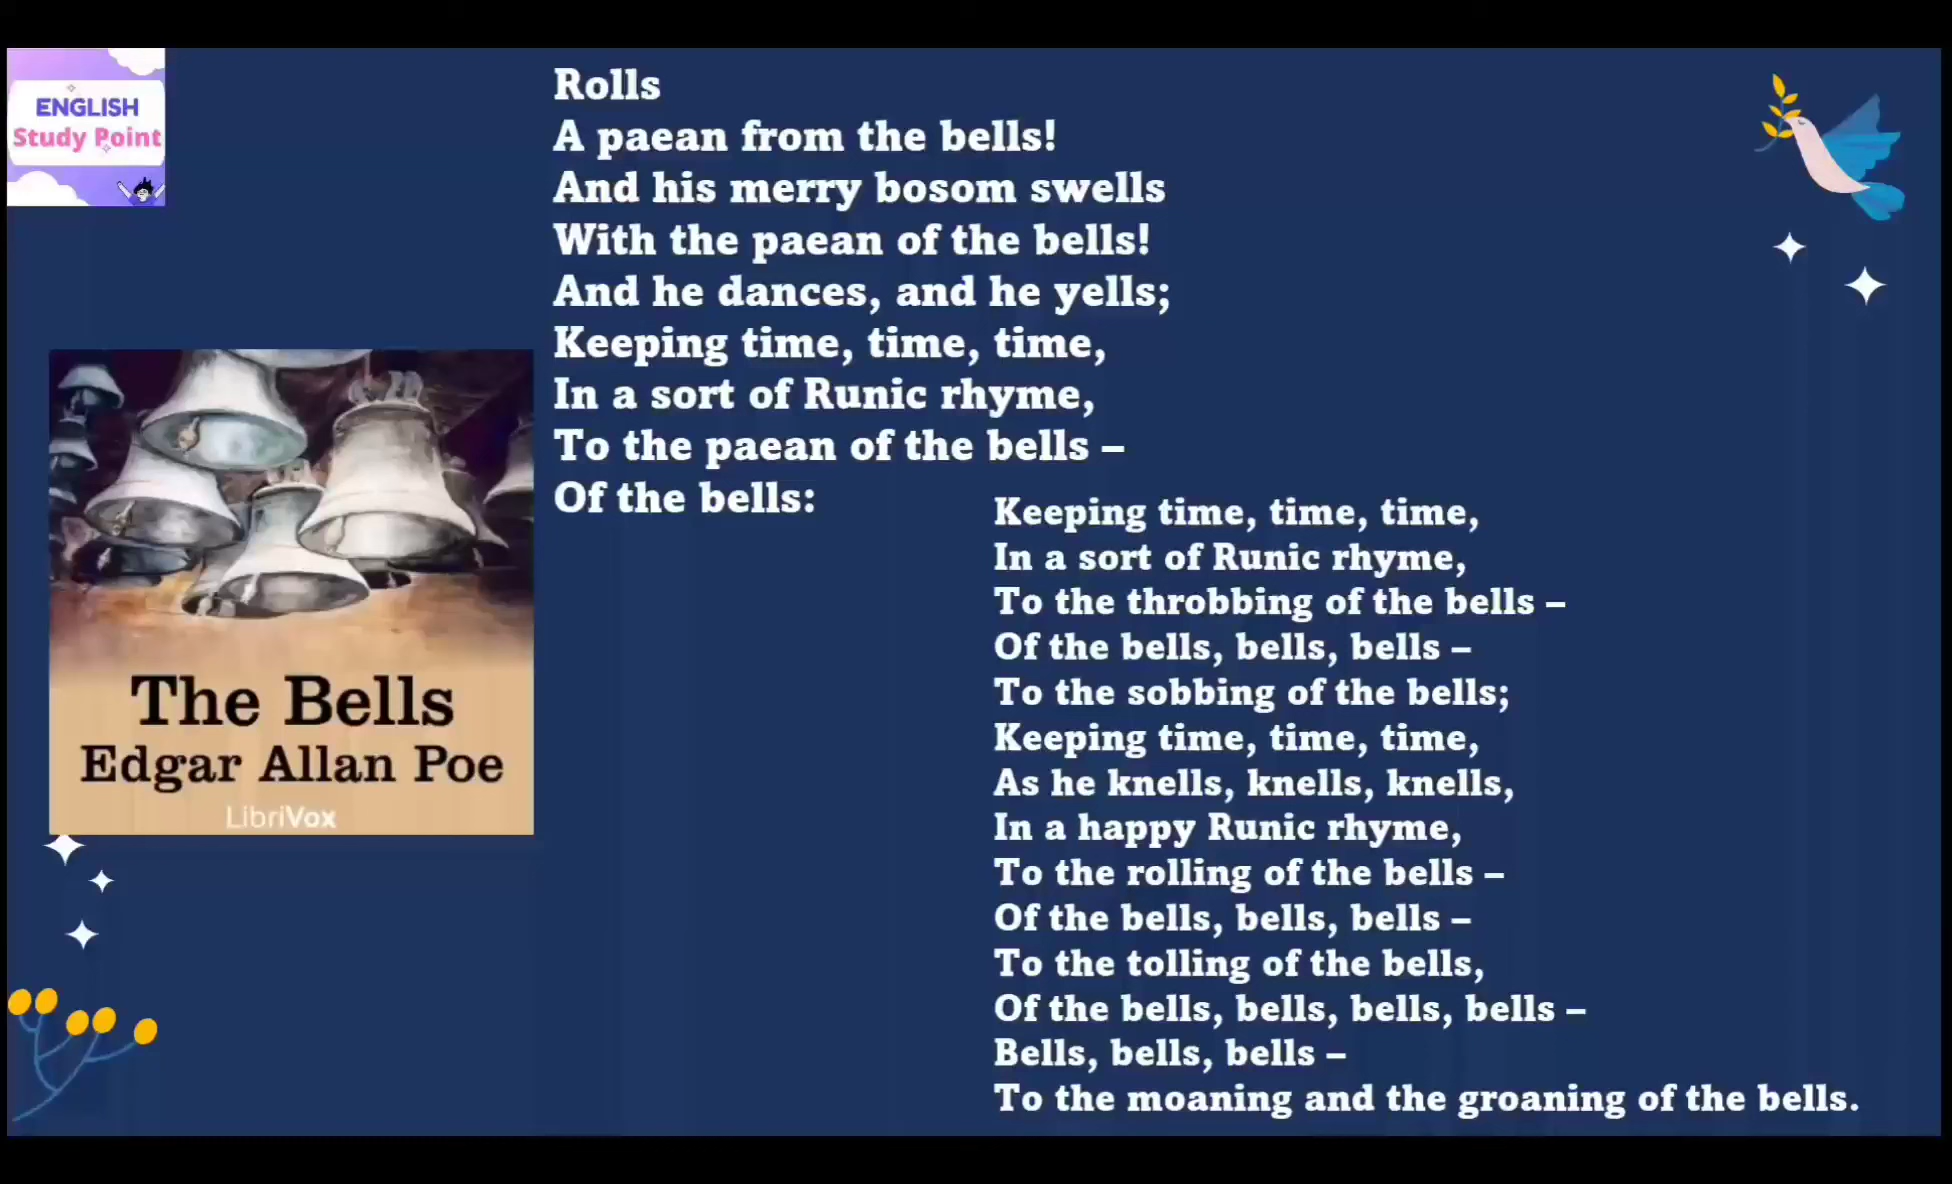 ENGLISH
Study Point
Rolls
A paean from the bells!
And his merry bosom swells
With the paean of the bells!
And he dances, and he yells;
Keeping time, time, time,
In a sort of Runic rhyme,
To the paean of the bells –
Of the bells:
Keeping time, time, time,
In a sort of Runic rhyme,
To the throbbing of the bells –
Of the bells, bells, bells –
To the sobbing of the bells;
Keeping time, time, time,
As he knells, knells, knells,
In a happy Runic rhyme,
To the rolling of the bells –
Of the bells, bells, bells –
To the tolling of the bells,
Of the bells, bells, bells, bells –
Bells, bells, bells –
To the moaning and the groaning of the bells.
The Bells
Edgar Allan Poe
LibriVox